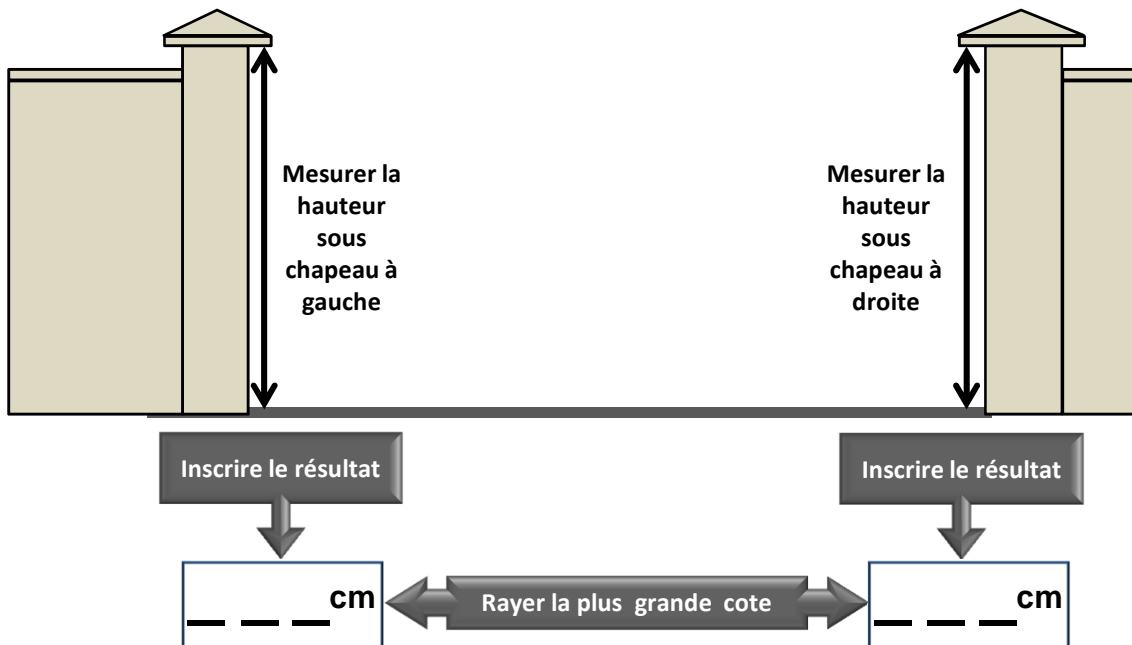 Mesurer la
hauteur
sous
chapeau à
gauche
Mesurer la
hauteur
sous
chapeau à
droite
Inscrire le résultat
Inscrire le résultat
_ _ _ cm
Rayer la plus grande cote
_ _ _ cm